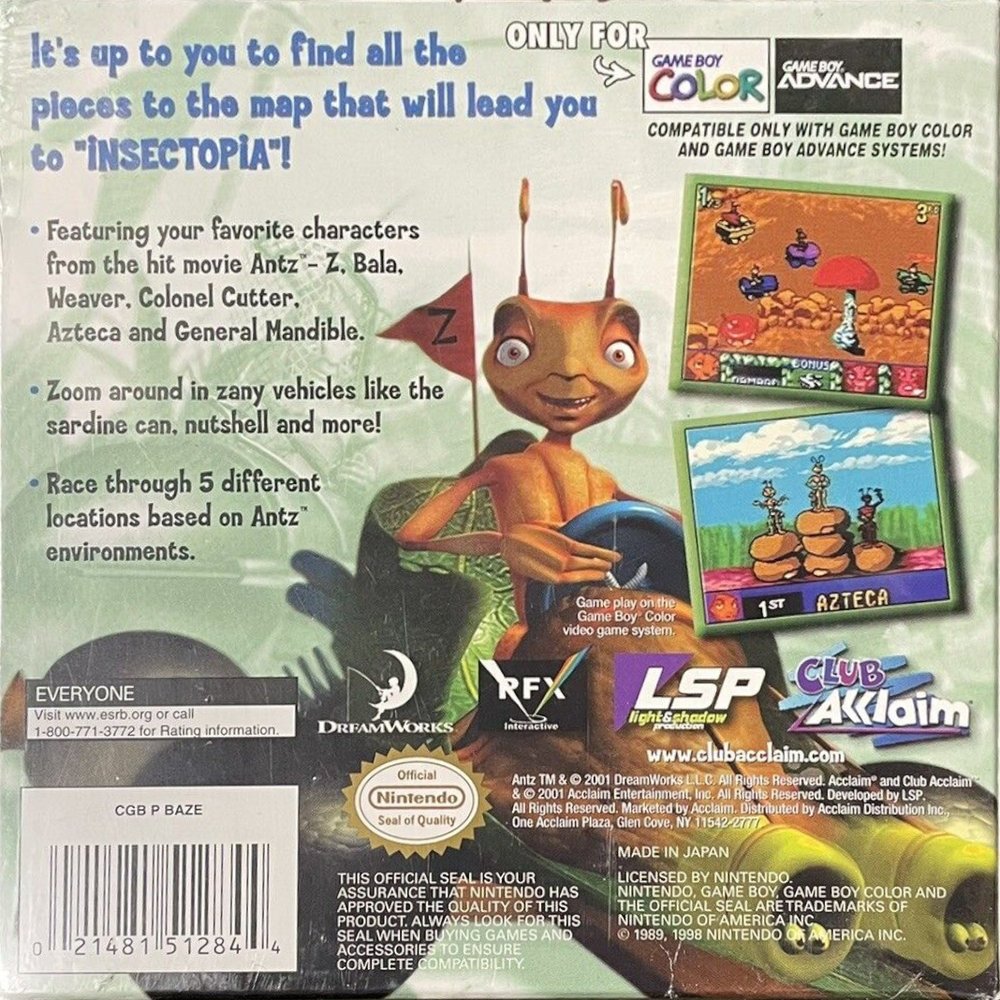 It's up to you to find all the
pieces to the map that will lead you
to "INSECTOPIA"!
ONLY FOR
GAME BOY
COLOR
GAME BOY
ADVANCE
COMPATIBLE ONLY WITH GAME BOY COLOR
AND GAME BOY ADVANCE SYSTEMS!
• Featuring your favorite characters
from the hit movie Antz™- Z, Bala,
Weaver, Colonel Cutter,
Azteca and General Mandible.
• Zoom around in zany vehicles like the
sardine can, nutshell and more!
• Race through 5 different
locations based on Antz™
environments.
Z
BONUS
1ST AZTECA
Game play on the
Game Boy® Color
video game system.
EVERYONE
Visit www.esrb.org or call
1-800-771-3772 for Rating information.
DREAMWORKS
RFX
Interactive
LSP
light&shadow
production
CLUB
Acclaim
www.clubacclaim.com
Antz TM & © 2001 DreamWorks L.L.C. All Rights Reserved. Acclaim® and Club Acclaim™
& © 2001 Acclaim Entertainment, Inc. All Rights Reserved. Developed by LSP.
All Rights Reserved. Marketed by Acclaim. Distributed by Acclaim Distribution Inc.,
One Acclaim Plaza, Glen Cove, NY 11542-2777
Official
Nintendo
Seal of Quality
CGB P BAZE
0 21481 51284 4
THIS OFFICIAL SEAL IS YOUR
ASSURANCE THAT NINTENDO HAS
APPROVED THE QUALITY OF THIS
PRODUCT. ALWAYS LOOK FOR THIS
SEAL WHEN BUYING GAMES AND
ACCESSORIES TO ENSURE
COMPLETE COMPATIBILITY.
MADE IN JAPAN
LICENSED BY NINTENDO.
NINTENDO, GAME BOY, GAME BOY COLOR AND
THE OFFICIAL SEAL ARE TRADEMARKS OF
NINTENDO OF AMERICA INC.
© 1989, 1998 NINTENDO OF AMERICA INC.